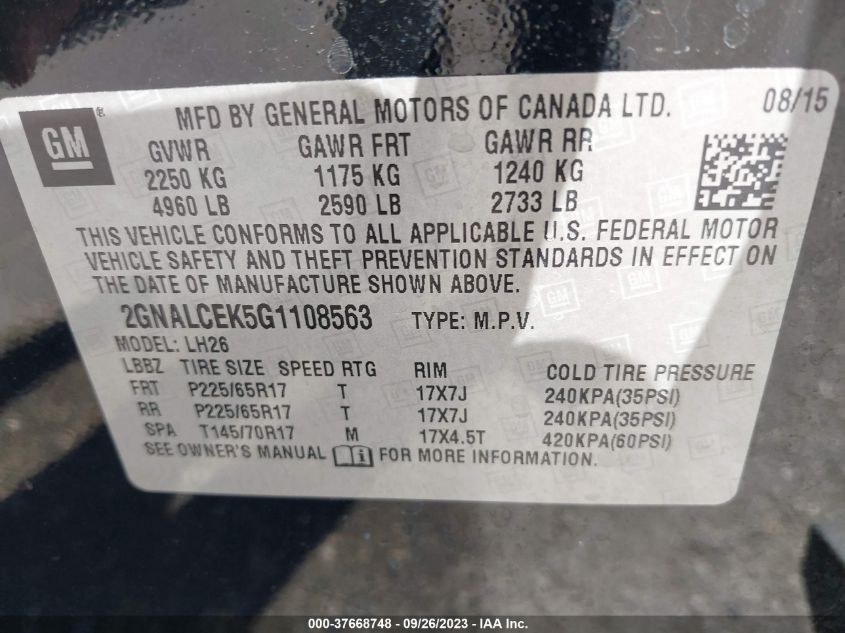 GM
®
MFD BY GENERAL MOTORS OF CANADA LTD. 08/15
GVWR GAWR FRT GAWR RR
2250 KG 1175 KG 1240 KG
4960 LB 2590 LB 2733 LB
THIS VEHICLE CONFORMS TO ALL APPLICABLE U.S. FEDERAL MOTOR
VEHICLE SAFETY AND THEFT PREVENTION STANDARDS IN EFFECT ON
THE DATE OF MANUFACTURE SHOWN ABOVE.
2GNALCEK5G1108563 TYPE: M.P.V.
MODEL: LH26
LBBZ TIRE SIZE SPEED RTG RIM COLD TIRE PRESSURE
FRT P225/65R17 T 17X7J 240KPA(35PSI)
RR P225/65R17 T 17X7J 240KPA(35PSI)
SPA T145/70R17 M 17X4.5T 420KPA(60PSI)
SEE OWNER'S MANUAL i FOR MORE INFORMATION.
000-37668748 - 09/26/2023 - IAA Inc.